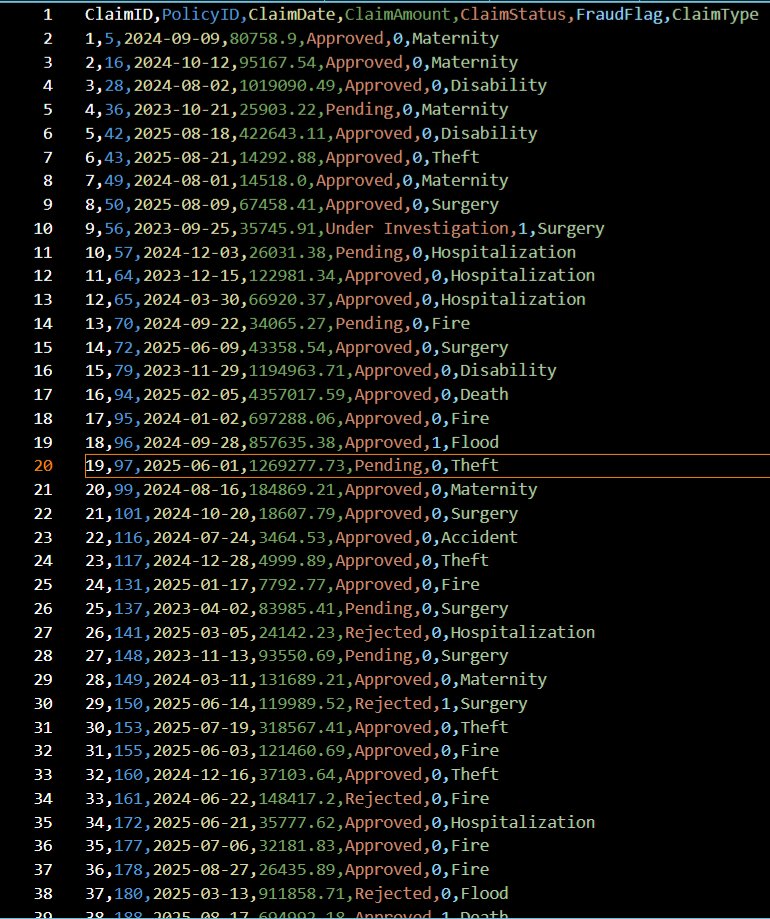 1 ClaimID,PolicyID,ClaimDate,ClaimAmount,ClaimStatus,FraudFlag,ClaimType
2 1,5,2024-09-09,80758.9,Approved,0,Maternity
3 2,16,2024-10-12,95167.54,Approved,0,Maternity
4 3,28,2024-08-02,1019090.49,Approved,0,Disability
5 4,36,2023-10-21,25903.22,Pending,0,Maternity
6 5,42,2025-08-18,422643.11,Approved,0,Disability
7 6,43,2025-08-21,14292.88,Approved,0,Theft
8 7,49,2024-08-01,14518.0,Approved,0,Maternity
9 8,50,2025-08-09,67458.41,Approved,0,Surgery
10 9,56,2023-09-25,35745.91,Under Investigation,1,Surgery
11 10,57,2024-12-03,26031.38,Pending,0,Hospitalization
12 11,64,2023-12-15,122981.34,Approved,0,Hospitalization
13 12,65,2024-03-30,66920.37,Approved,0,Hospitalization
14 13,70,2024-09-22,34065.27,Pending,0,Fire
15 14,72,2025-06-09,43358.54,Approved,0,Surgery
16 15,79,2023-11-29,1194963.71,Approved,0,Disability
17 16,94,2025-02-05,4357017.59,Approved,0,Death
18 17,95,2024-01-02,697288.06,Approved,0,Fire
19 18,96,2024-09-28,857635.38,Approved,1,Flood
20 19,97,2025-06-01,1269277.73,Pending,0,Theft
21 20,99,2024-08-16,184869.21,Approved,0,Maternity
22 21,101,2024-10-20,18607.79,Approved,0,Surgery
23 22,116,2024-07-24,3464.53,Approved,0,Accident
24 23,117,2024-12-28,4999.89,Approved,0,Theft
25 24,131,2025-01-17,7792.77,Approved,0,Fire
26 25,137,2023-04-02,83985.41,Pending,0,Surgery
27 26,141,2025-03-05,24142.23,Rejected,0,Hospitalization
28 27,148,2023-11-13,93550.69,Pending,0,Surgery
29 28,149,2024-03-11,131689.21,Approved,0,Maternity
30 29,150,2025-06-14,119989.52,Rejected,1,Surgery
31 30,153,2025-07-19,318567.41,Approved,0,Theft
32 31,155,2025-06-03,121460.69,Approved,0,Fire
33 32,160,2024-12-16,37103.64,Approved,0,Theft
34 33,161,2024-06-22,148417.2,Rejected,0,Fire
35 34,172,2025-06-21,35777.62,Approved,0,Hospitalization
36 35,177,2025-07-06,32181.83,Approved,0,Fire
37 36,178,2025-08-27,26435.89,Approved,0,Fire
38 37,180,2025-03-13,911858.71,Rejected,0,Flood
39 38,188,2025-08-17,694992.18,Approved,1,Death